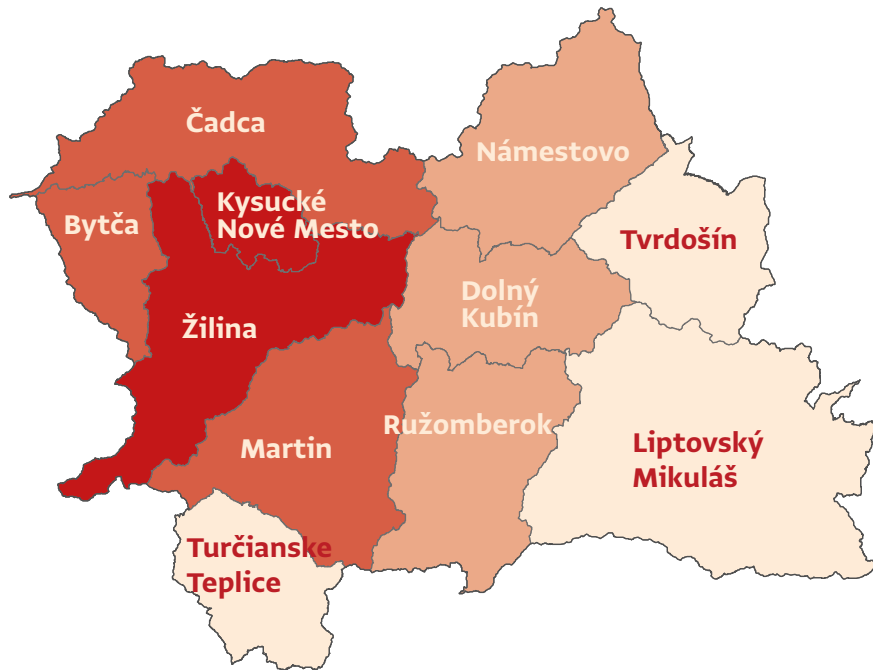 Čadca
Námestovo
Kysucké
Nové Mesto
Bytča
Tvrdošín
Dolný
Kubín
Žilina
Ružomberok
Martin
Liptovský
Mikuláš
Turčianske
Teplice